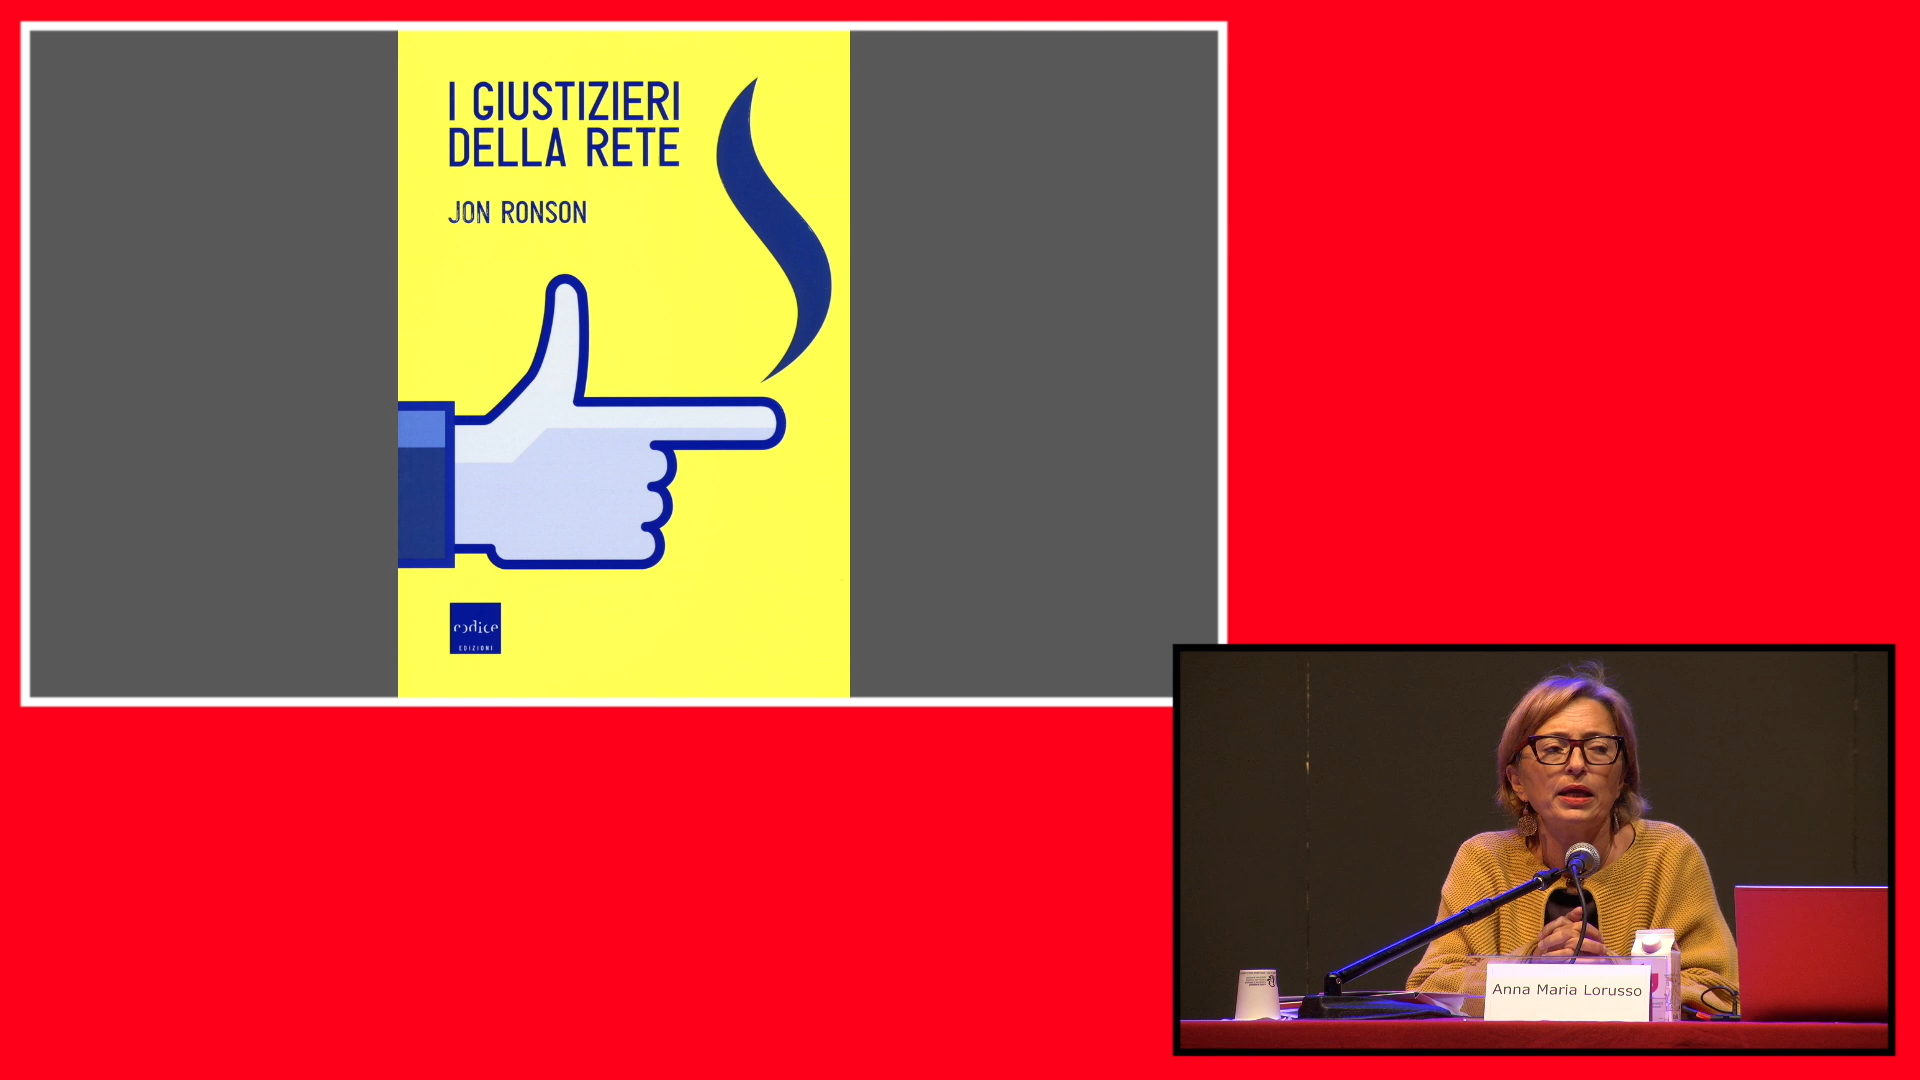 I GIUSTIZIERI
DELLA RETE
JON RONSON
codice
EDIZIONI
Anna Maria Lorusso